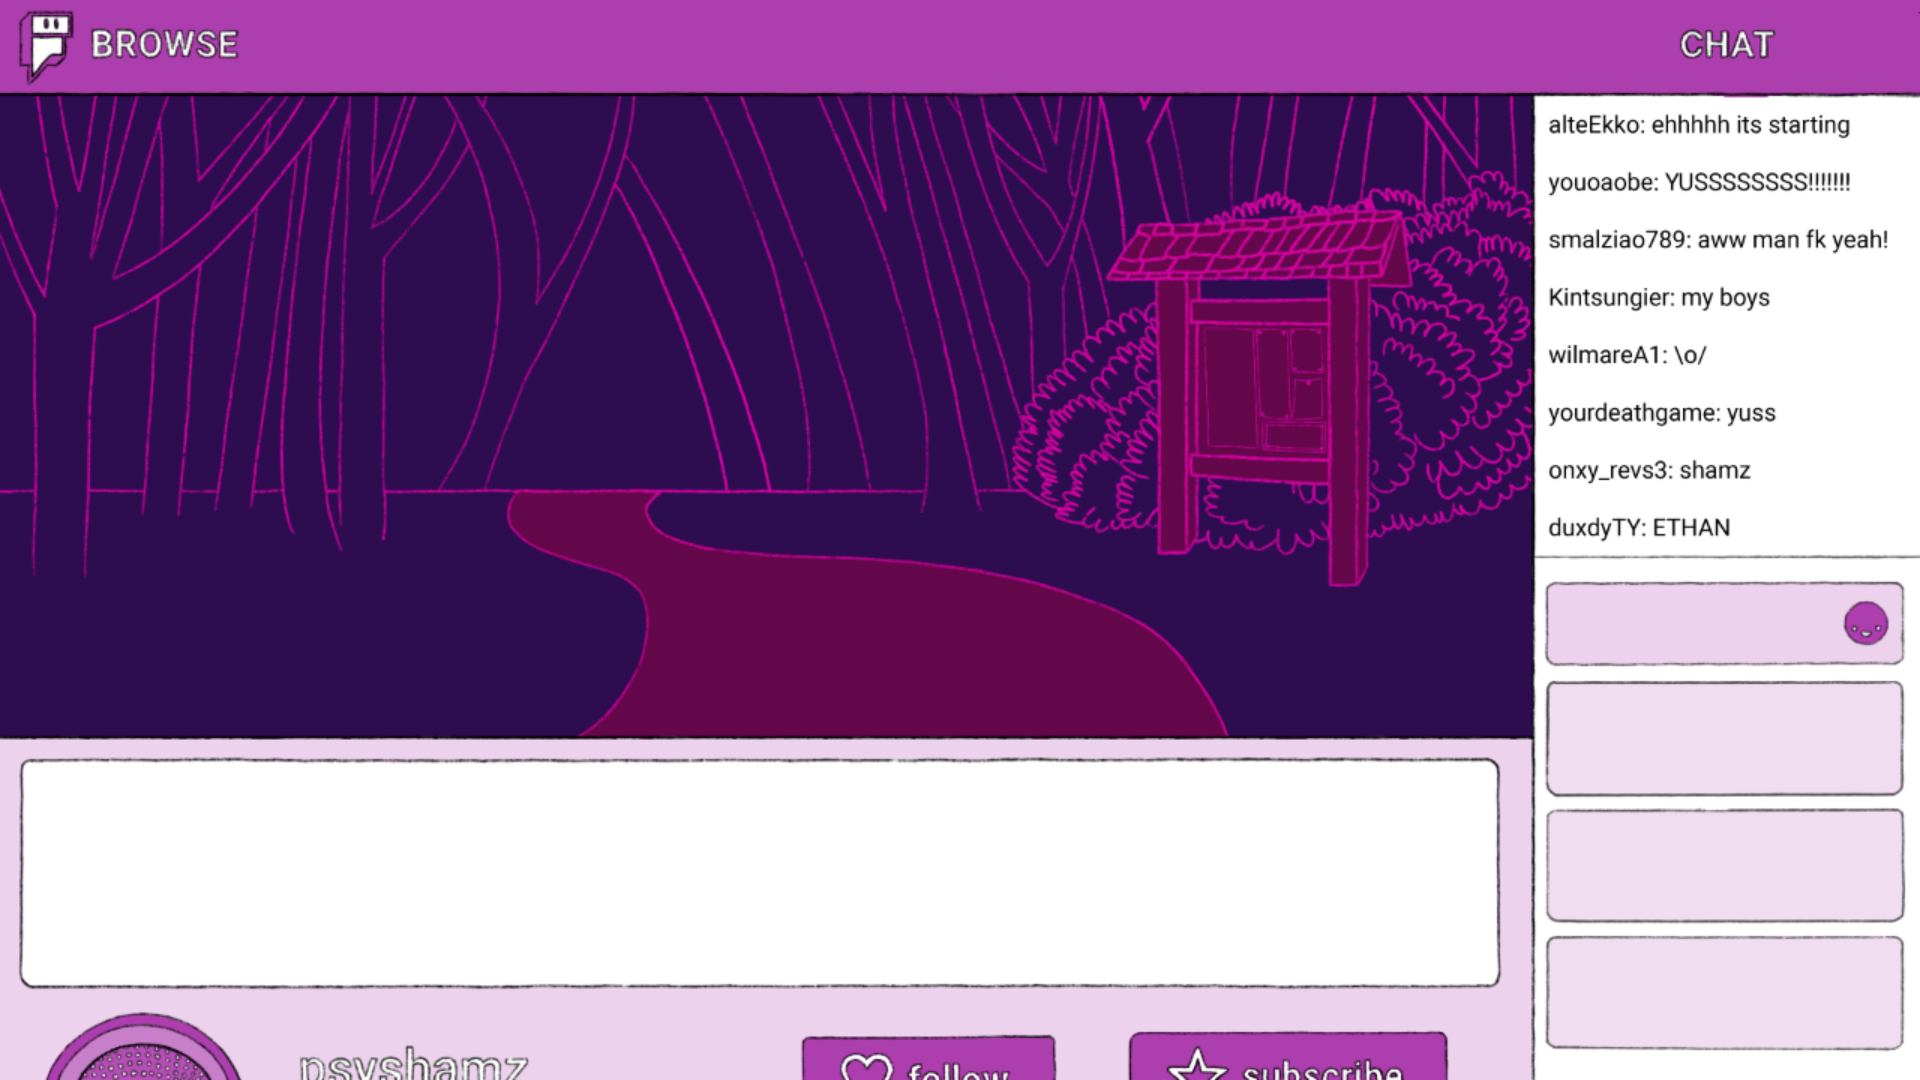 BROWSE
CHAT
alteEkko: ehhhhh its starting
youoaobe: YUSSSSSSSS!!!!!!!
smalziao789: aww man fk yeah!
Kintsungier: my boys
wilmareA1: \o/
yourdeathgame: yuss
onxy_revs3: shamz
duxdyTY: ETHAN
psyshamz
follow
subscribe